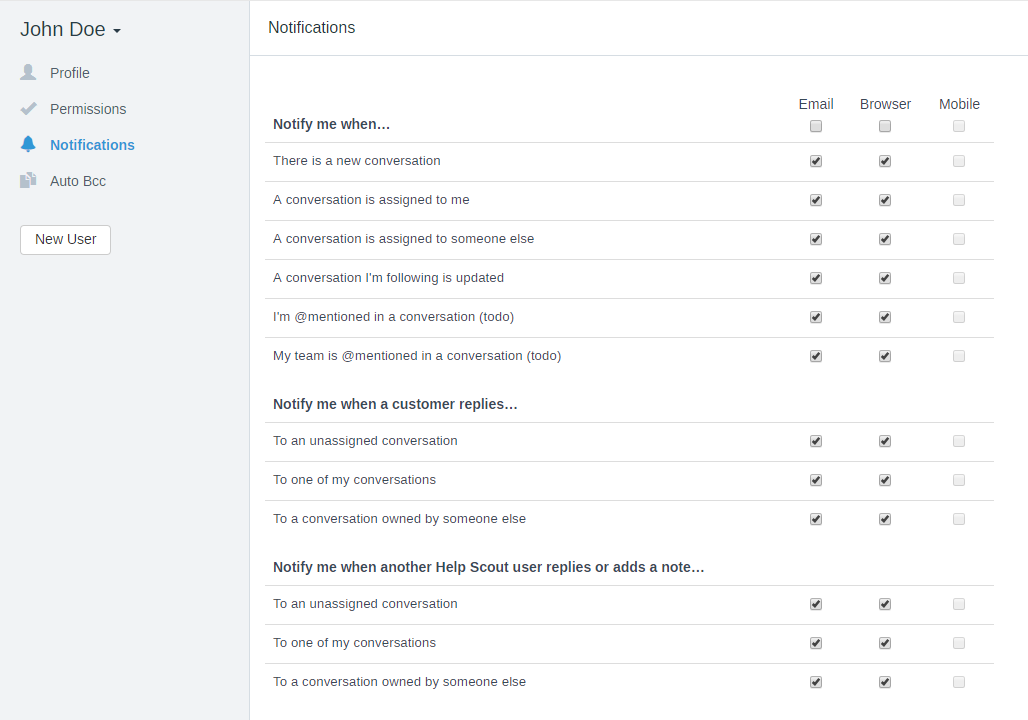 John Doe
Profile
Permissions
Notifications
Auto Bcc
New User
Notifications
Email Browser Mobile
Notify me when…
There is a new conversation
A conversation is assigned to me
A conversation is assigned to someone else
A conversation I'm following is updated
I'm @mentioned in a conversation (todo)
My team is @mentioned in a conversation (todo)
Notify me when a customer replies…
To an unassigned conversation
To one of my conversations
To a conversation owned by someone else
Notify me when another Help Scout user replies or adds a note…
To an unassigned conversation
To one of my conversations
To a conversation owned by someone else